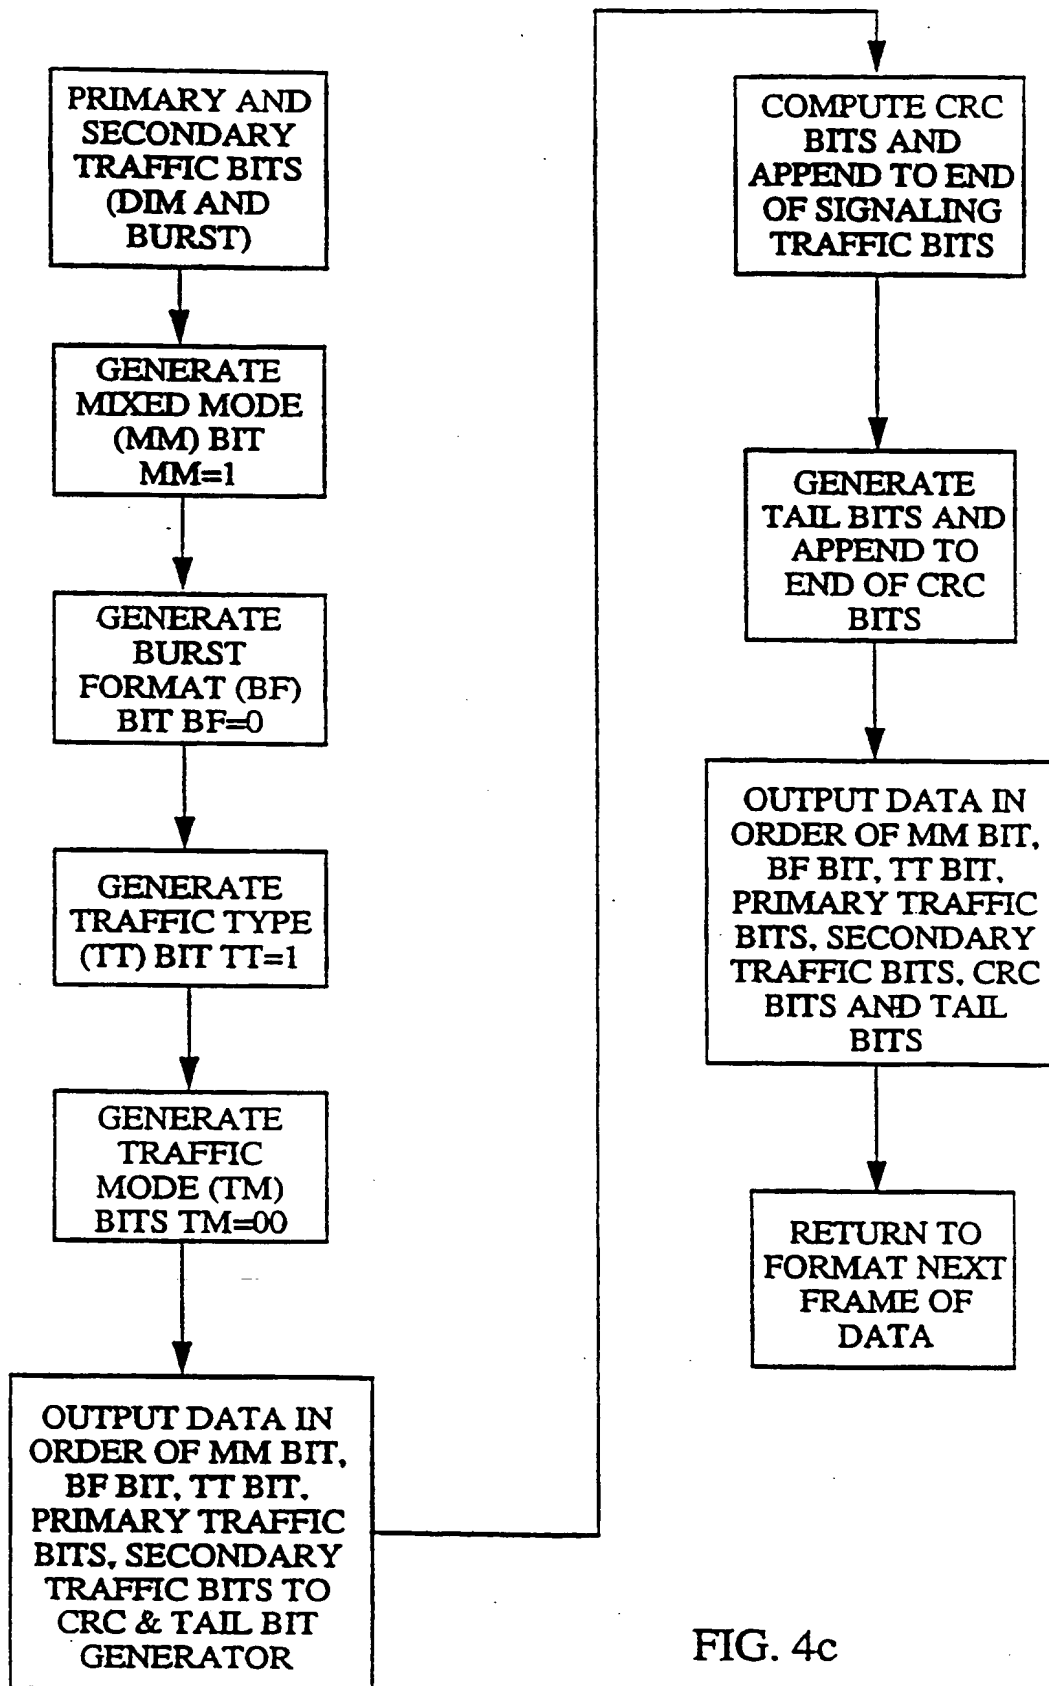 PRIMARY AND
SECONDARY
TRAFFIC BITS
(DIM AND
BURST)
GENERATE
MIXED MODE
(MM) BIT
MM=1
GENERATE
BURST
FORMAT (BF)
BIT BF=0
GENERATE
TRAFFIC TYPE
(TT) BIT TT=1
GENERATE
TRAFFIC
MODE (TM)
BITS TM=00
OUTPUT DATA IN
ORDER OF MM BIT,
BF BIT, TT BIT,
PRIMARY TRAFFIC
BITS, SECONDARY
TRAFFIC BITS TO
CRC & TAIL BIT
GENERATOR
COMPUTE CRC
BITS AND
APPEND TO END
OF SIGNALING
TRAFFIC BITS
GENERATE
TAIL BITS AND
APPEND TO
END OF CRC
BITS
OUTPUT DATA IN
ORDER OF MM BIT,
BF BIT, TT BIT,
PRIMARY TRAFFIC
BITS, SECONDARY
TRAFFIC BITS, CRC
BITS AND TAIL
BITS
RETURN TO
FORMAT NEXT
FRAME OF
DATA
FIG. 4c